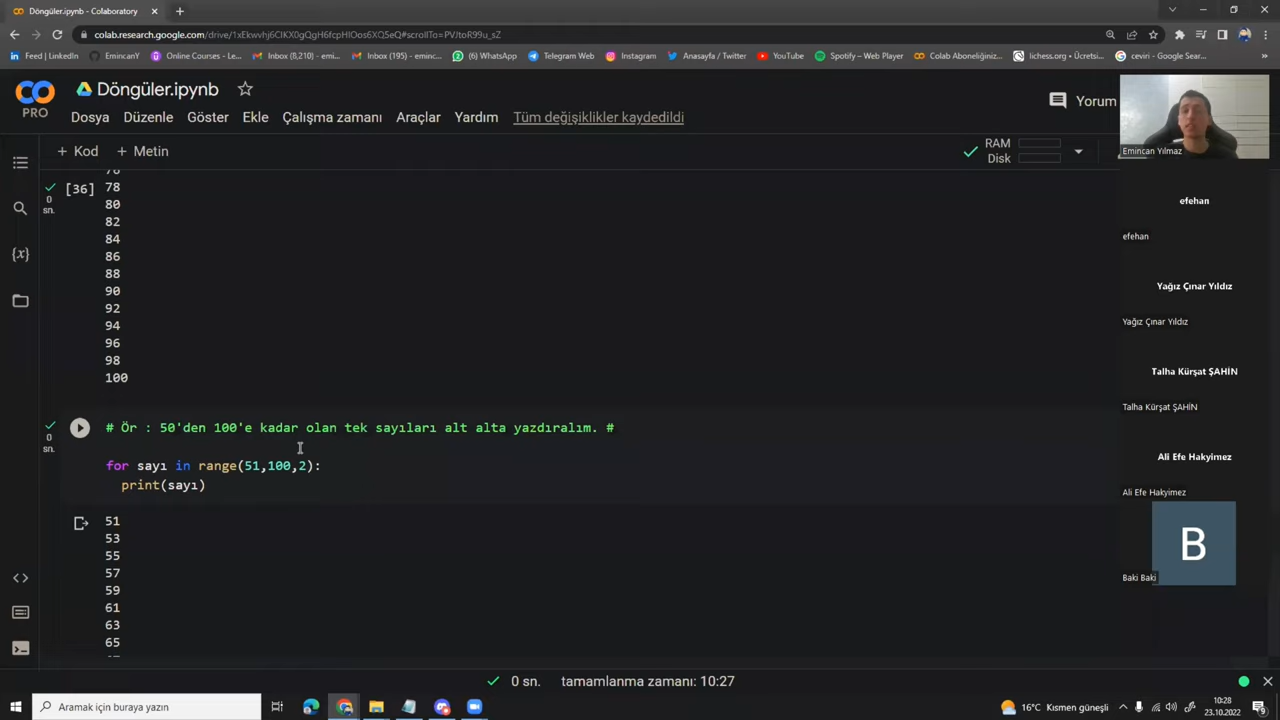 Döngüler.ipynb - Colaboratory
colab.research.google.com/drive/1xEkwvhj6CIKX0gQgH6fcpHIOos6XQSeQ#scrollTo=PVJtoR99u_sZ
Feed | LinkedIn
EmincanY
Online Courses - Le...
Inbox (8,210) - emin...
Inbox (195) - eminc...
(6) WhatsApp
Telegram Web
Instagram
Anasayfa / Twitter
YouTube
Spotify – Web Player
Colab Aboneliğiniz...
lichess.org • Ücretsi...
çeviri - Google Sear...
CO
PRO
Döngüler.ipynb
Yorum
Dosya Düzenle Göster Ekle Çalışma zamanı Araçlar Yardım Tüm değişiklikler kaydedildi
+ Kod + Metin
RAM
Disk
[36]
0
sn.
76
78
80
82
84
86
88
90
92
94
96
98
100
0
sn.
# Ör : 50'den 100'e kadar olan tek sayıları alt alta yazdıralım. #
for sayı in range(51,100,2):
print(sayı)
51
53
55
57
59
61
63
65
0 sn. tamamlanma zamanı: 10:27
Emincan Yılmaz
efehan
efehan
Yağız Çınar Yıldız
Yağız Çınar Yıldız
Talha Kürşat ŞAHİN
Talha Kürşat ŞAHİN
Ali Efe Hakyimez
Ali Efe Hakyimez
B
Baki Baki
Aramak için buraya yazın
16°C Kısmen güneşli
10:28
23.10.2022
9